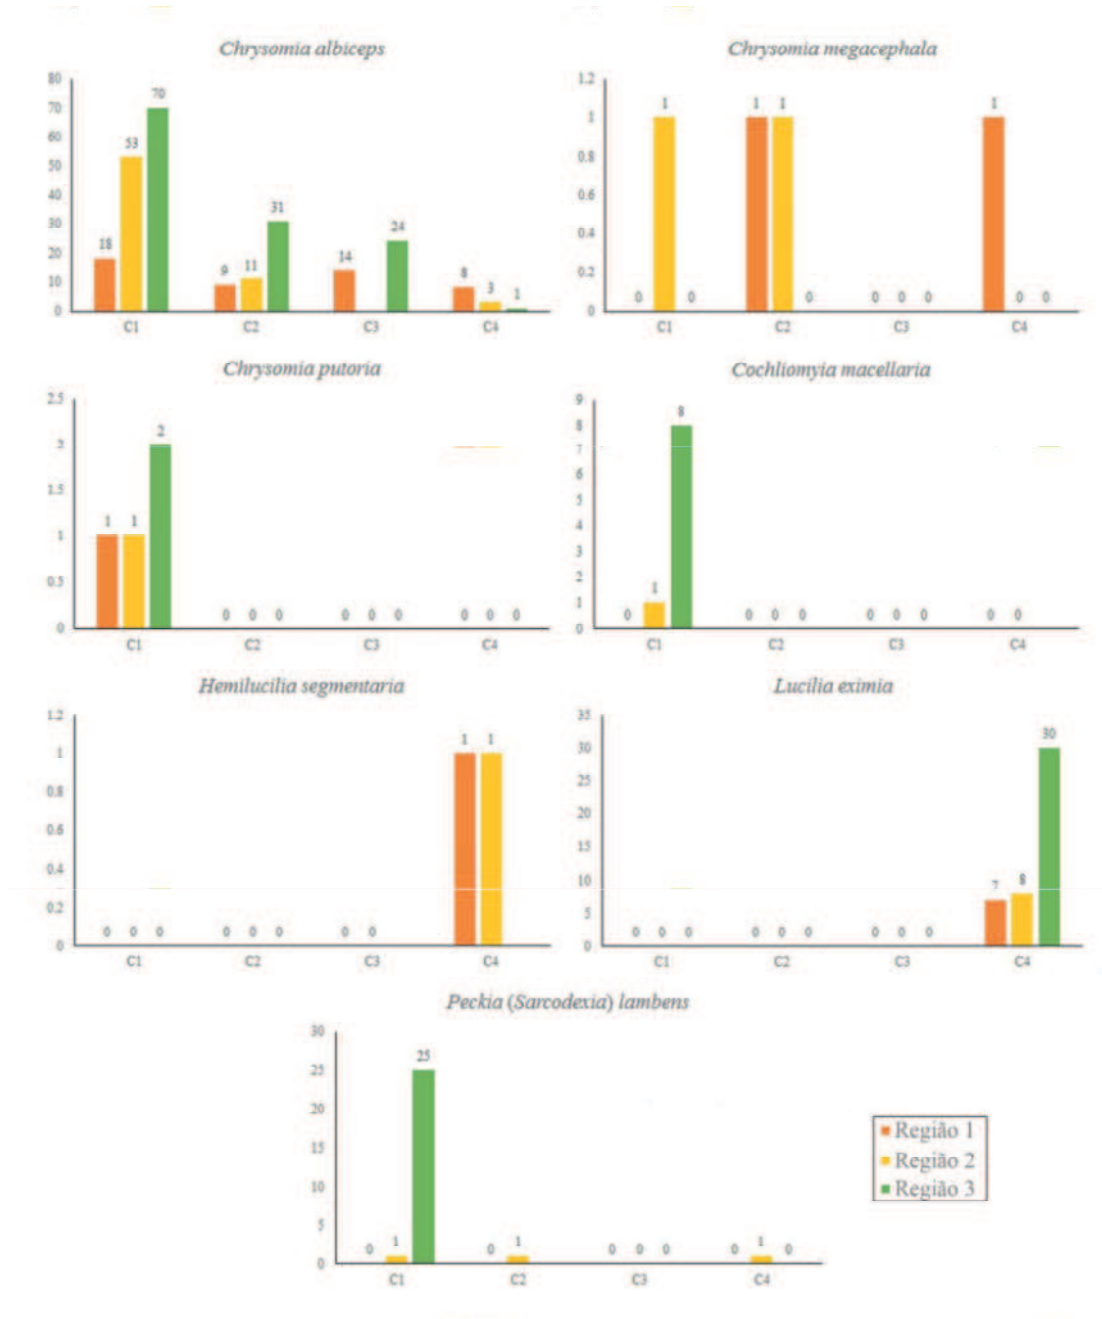 Chrysomia albiceps
80
70
60
50
40
30
20
10
0
18 53 70
9 11 31
14 24
8 3 1
C1 C2 C3 C4
Chrysomia megacephala
1.2
1
0.8
0.6
0.4
0.2
0
0 1 0
1 1 0
0 0 0
1 0 0
C1 C2 C3 C4
Chrysomia putoria
2.5
2
1.5
1
0.5
0
1 1 2
0 0 0
0 0 0
0 0 0
C1 C2 C3 C4
Cochliomyia macellaria
9
8
7
6
5
4
3
2
1
0
0 1 8
0 0 0
0 0 0
0 0
C1 C2 C3 C4
Hemilucilia segmentaria
1.2
1
0.8
0.6
0.4
0.2
0
0 0 0
0 0 0
0 0
1 1
C1 C2 C3 C4
Lucilia eximia
35
30
25
20
15
10
5
0
0 0 0
0 0 0
0 0 0
7 8 30
C1 C2 C3 C4
Peckia (Sarcodexia) lambens
30
25
20
15
10
5
0
0 1 25
0 1
0 0 0
0 1 0
C1 C2 C3 C4
Região 1
Região 2
Região 3